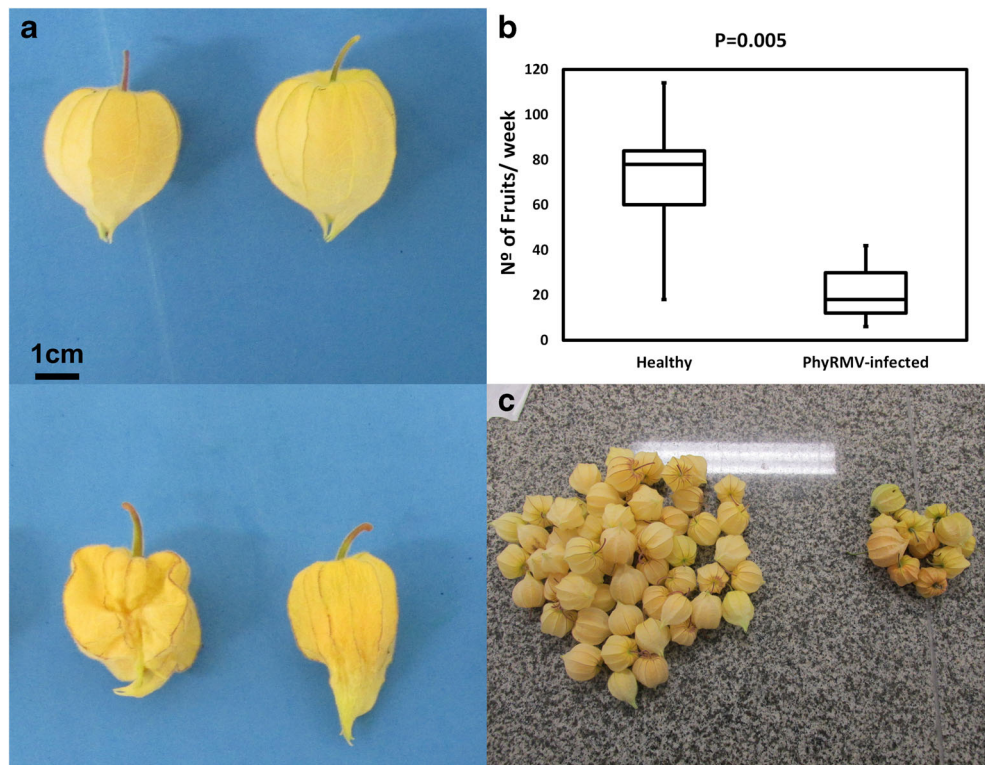 a
1cm
b
P=0.005
Nº of Fruits/ week
120
100
80
60
40
20
0
Healthy
PhyRMV-infected
c